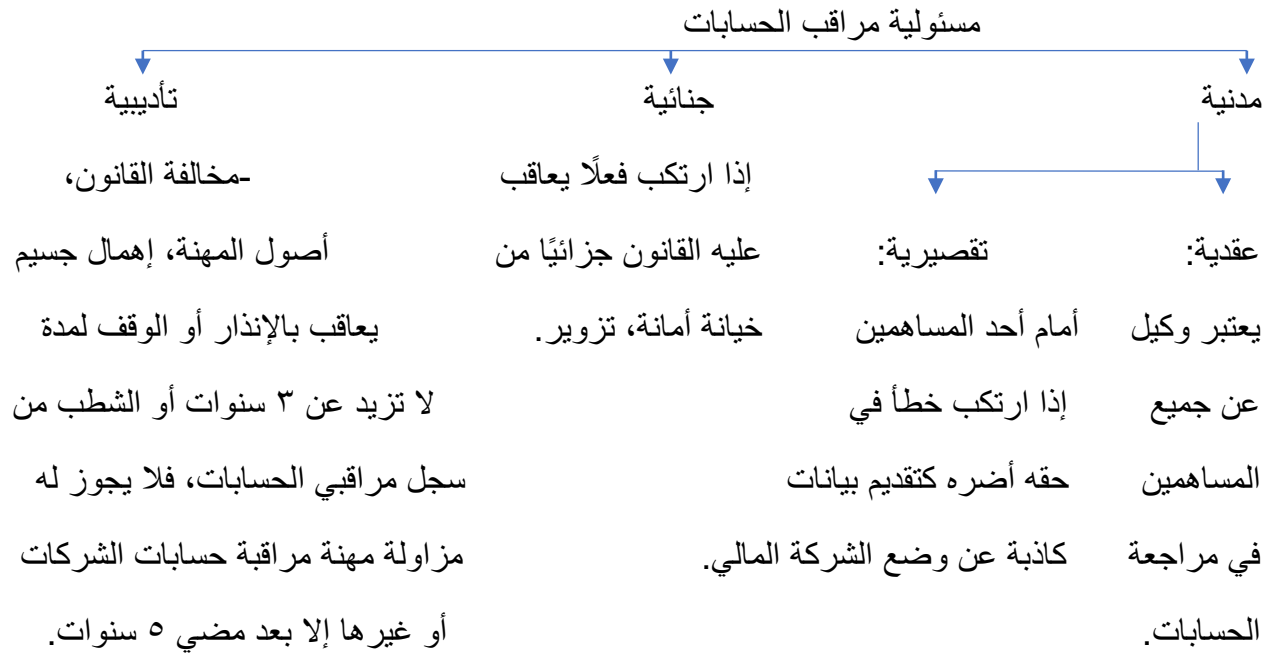 مسئولية مراقب الحسابات
مدنية
جنائية
تأديبية
عقدية:
يعتبر وكيل
عن جميع
المساهمين
في مراجعة
الحسابات.
تقصيرية:
أمام أحد المساهمين
إذا ارتكب خطأ في
حقه أضره كتقديم بيانات
كاذبة عن وضع الشركة المالي.
إذا ارتكب فعلًا يعاقب
عليه القانون جزائيًا من
خيانة أمانة، تزوير.
-مخالفة القانون،
أصول المهنة، إهمال جسيم
يعاقب بالإنذار أو الوقف لمدة
لا تزيد عن ٣ سنوات أو الشطب من
سجل مراقبي الحسابات، فلا يجوز له
مزاولة مهنة مراقبة حسابات الشركات
أو غيرها إلا بعد مضي ٥ سنوات.